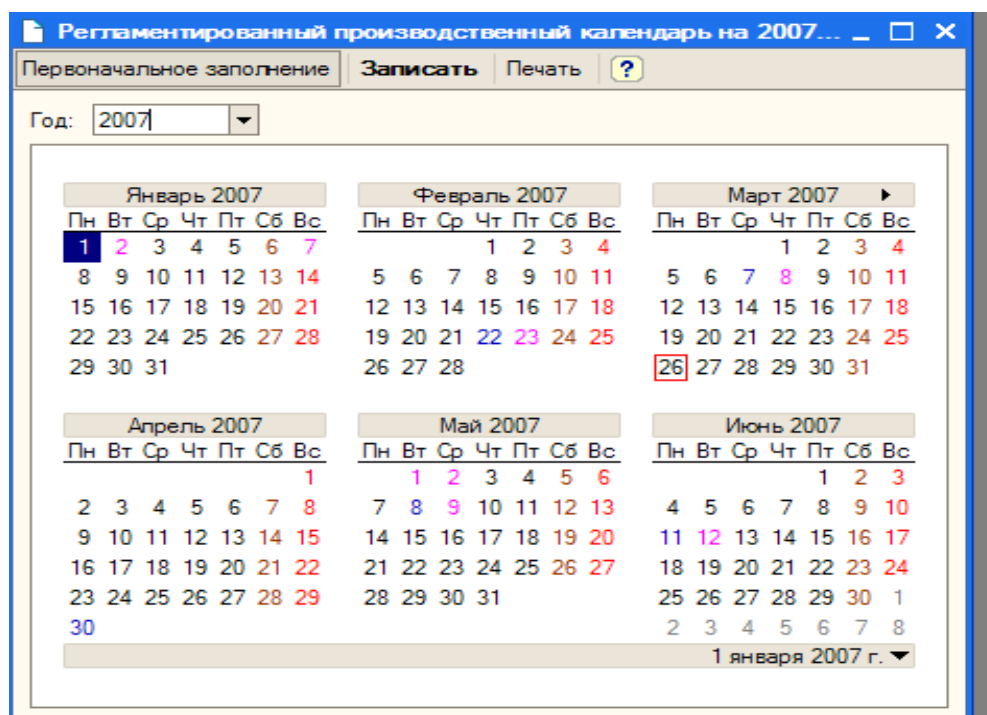 Регламентированный производственный календарь на 2007...
Первоначальное заполнение Записать Печать ?
Год: 2007
Январь 2007 Февраль 2007 Март 2007
Пн Вт Ср Чт Пт Сб Вс Пн Вт Ср Чт Пт Сб Вс Пн Вт Ср Чт Пт Сб Вс
1 2 3 4 5 6 7 1 2 3 4 1 2 3 4
8 9 10 11 12 13 14 5 6 7 8 9 10 11 5 6 7 8 9 10 11
15 16 17 18 19 20 21 12 13 14 15 16 17 18 12 13 14 15 16 17 18
22 23 24 25 26 27 28 19 20 21 22 23 24 25 19 20 21 22 23 24 25
29 30 31 26 27 28 26 27 28 29 30 31
Апрель 2007 Май 2007 Июнь 2007
Пн Вт Ср Чт Пт Сб Вс Пн Вт Ср Чт Пт Сб Вс Пн Вт Ср Чт Пт Сб Вс
1 1 2 3 4 5 6 1 2 3
2 3 4 5 6 7 8 7 8 9 10 11 12 13 4 5 6 7 8 9 10
9 10 11 12 13 14 15 14 15 16 17 18 19 20 11 12 13 14 15 16 17
16 17 18 19 20 21 22 21 22 23 24 25 26 27 18 19 20 21 22 23 24
23 24 25 26 27 28 29 28 29 30 31 25 26 27 28 29 30 1
30 2 3 4 5 6 7 8
1 января 2007 г.